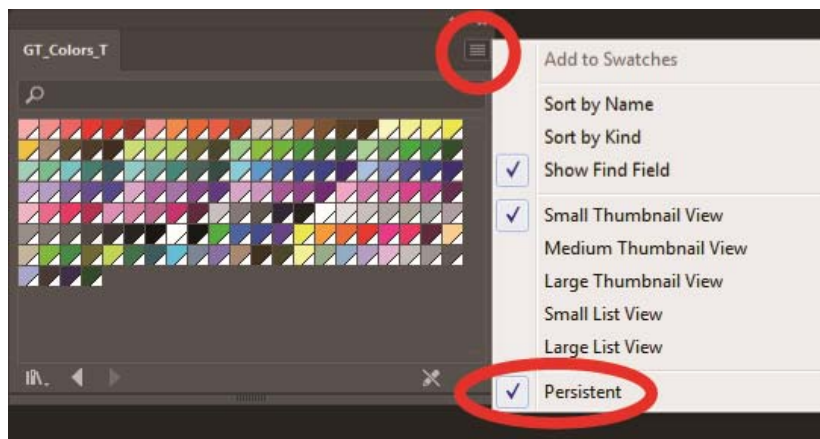 GT_Colors_T
Add to Swatches
Sort by Name
Sort by Kind
Show Find Field
Small Thumbnail View
Medium Thumbnail View
Large Thumbnail View
Small List View
Large List View
Persistent